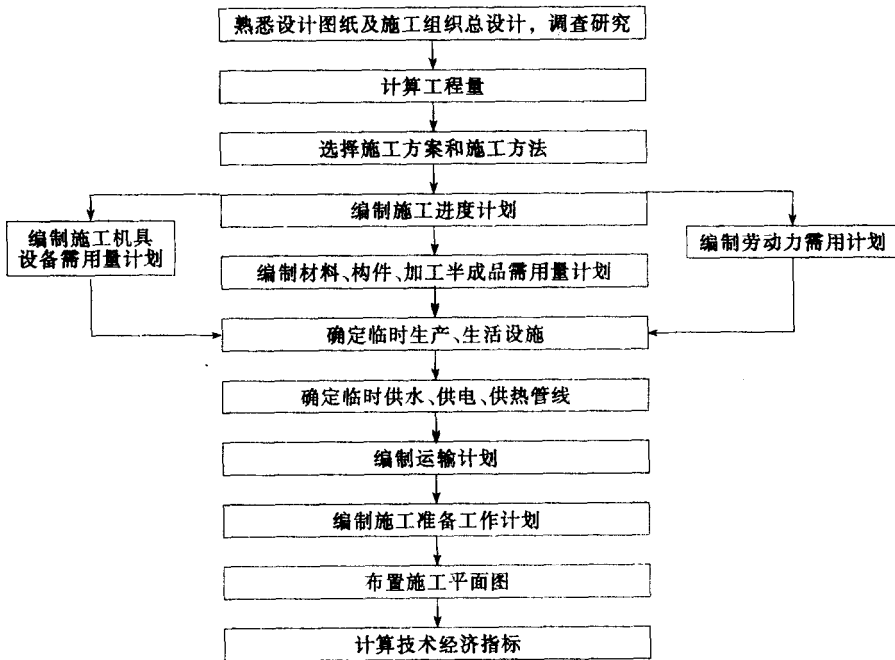 熟悉设计图纸及施工组织总设计，调查研究
计算工程量
选择施工方案和施工方法
编制施工进度计划
编制施工机具
设备需用量计划
编制劳动力需用计划
编制材料、构件、加工半成品需用量计划
确定临时生产、生活设施
确定临时供水、供电、供热管线
编制运输计划
编制施工准备工作计划
布置施工平面图
计算技术经济指标